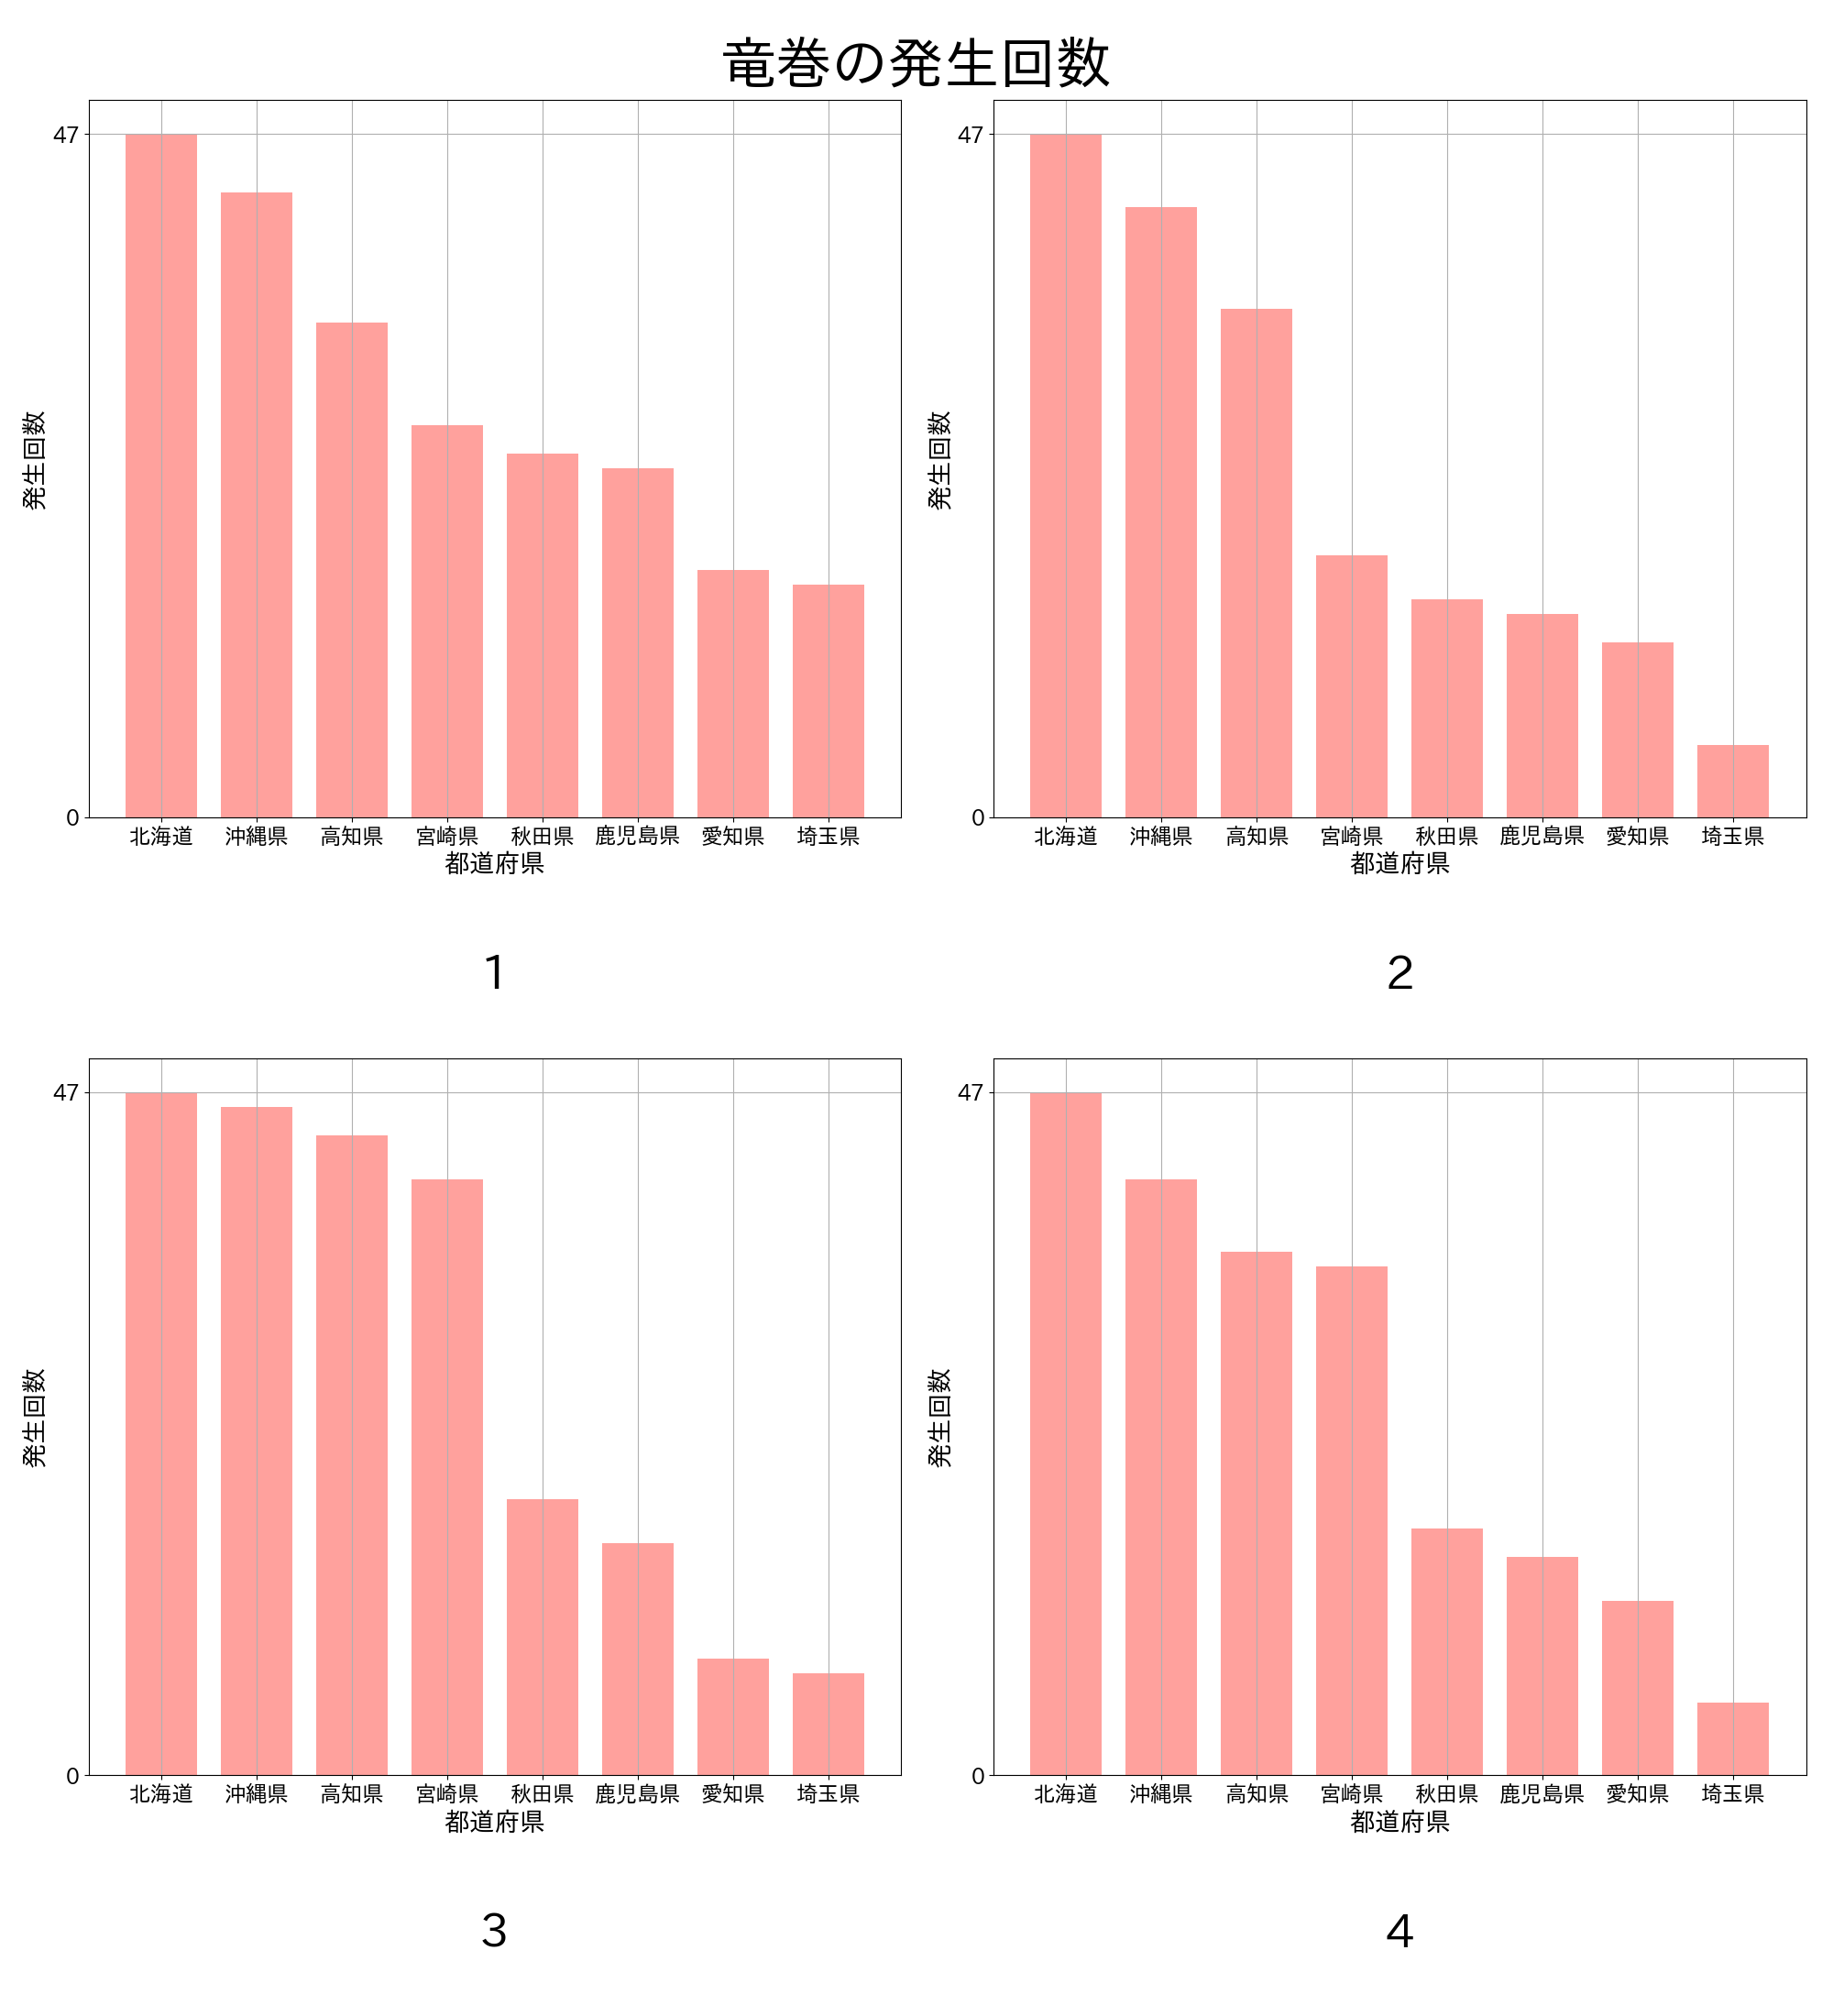 竜巻の発生回数
47
0
発生回数
北海道 沖縄県 高知県 宮崎県 秋田県 鹿児島県 愛知県 埼玉県
都道府県
1
47
0
発生回数
北海道 沖縄県 高知県 宮崎県 秋田県 鹿児島県 愛知県 埼玉県
都道府県
2
47
0
発生回数
北海道 沖縄県 高知県 宮崎県 秋田県 鹿児島県 愛知県 埼玉県
都道府県
3
47
0
発生回数
北海道 沖縄県 高知県 宮崎県 秋田県 鹿児島県 愛知県 埼玉県
都道府県
4